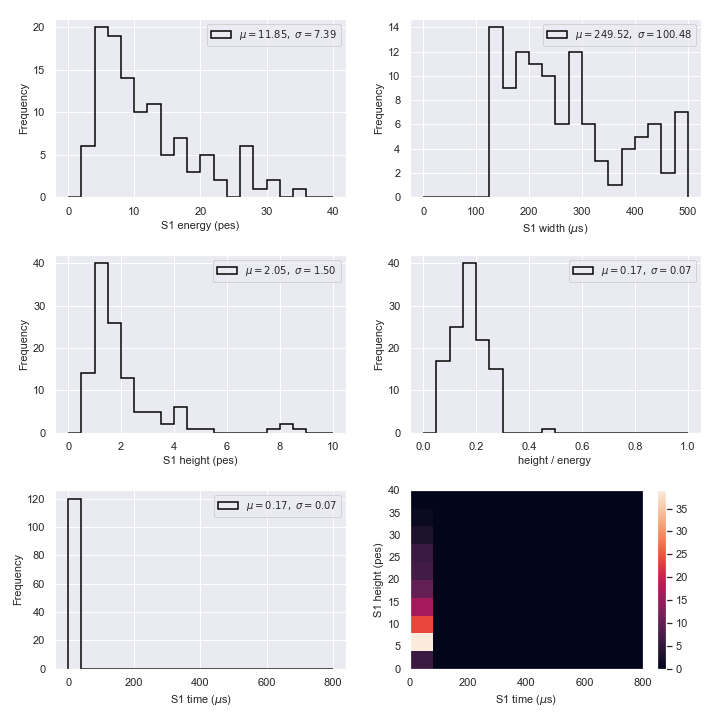 μ = 11.85, σ = 7.39
Frequency
20
15
10
5
0
0 10 20 30 40
S1 energy (pes)
μ = 249.52, σ = 100.48
Frequency
14
12
10
8
6
4
2
0
0 100 200 300 400 500
S1 width (μs)
μ = 2.05, σ = 1.50
Frequency
40
30
20
10
0
0 2 4 6 8 10
S1 height (pes)
μ = 0.17, σ = 0.07
Frequency
40
30
20
10
0
0.0 0.2 0.4 0.6 0.8 1.0
height / energy
μ = 0.17, σ = 0.07
Frequency
120
100
80
60
40
20
0
0 200 400 600 800
S1 time (μs)
S1 height (pes)
40
35
30
25
20
15
10
5
0
0 200 400 600 800
S1 time (μs)
35
30
25
20
15
10
5
0